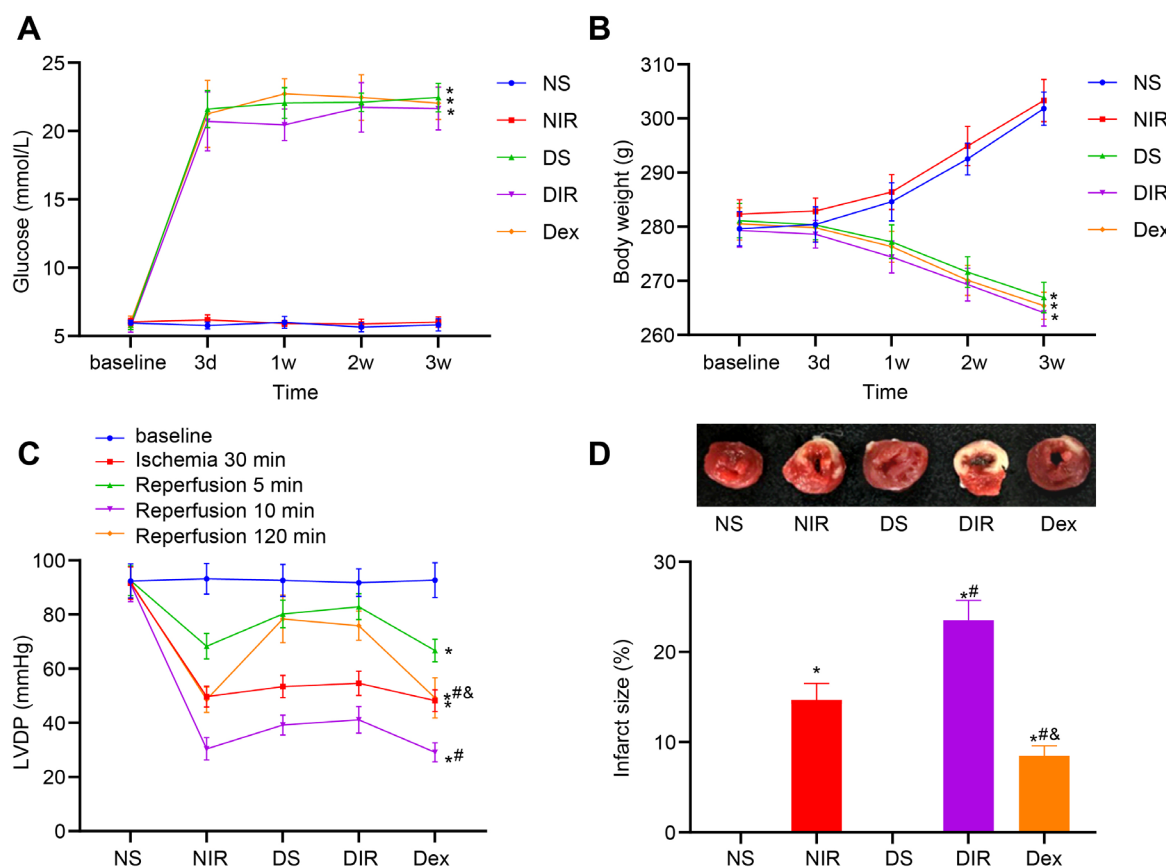 A
Glucose (mmol/L)
25
20
15
10
5
baseline 3d 1w 2w 3w
Time
*
*
*
NS
NIR
DS
DIR
Dex
B
Body weight (g)
310
300
290
280
270
260
baseline 3d 1w 2w 3w
Time
*
*
*
NS
NIR
DS
DIR
Dex
C
baseline
Ischemia 30 min
Reperfusion 5 min
Reperfusion 10 min
Reperfusion 120 min
LVDP (mmHg)
100
80
60
40
20
0
NS NIR DS DIR Dex
*
*#&
*
*#
D
NS NIR DS DIR Dex
Infarct size (%)
30
20
10
0
*
*#
*#&
NS NIR DS DIR Dex